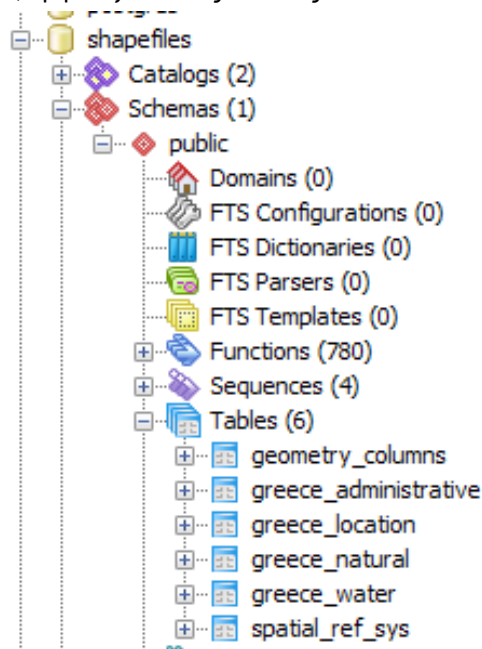 postgres
shapefiles
Catalogs (2)
Schemas (1)
public
Domains (0)
FTS Configurations (0)
FTS Dictionaries (0)
FTS Parsers (0)
FTS Templates (0)
Functions (780)
Sequences (4)
Tables (6)
geometry_columns
greece_administrative
greece_location
greece_natural
greece_water
spatial_ref_sys